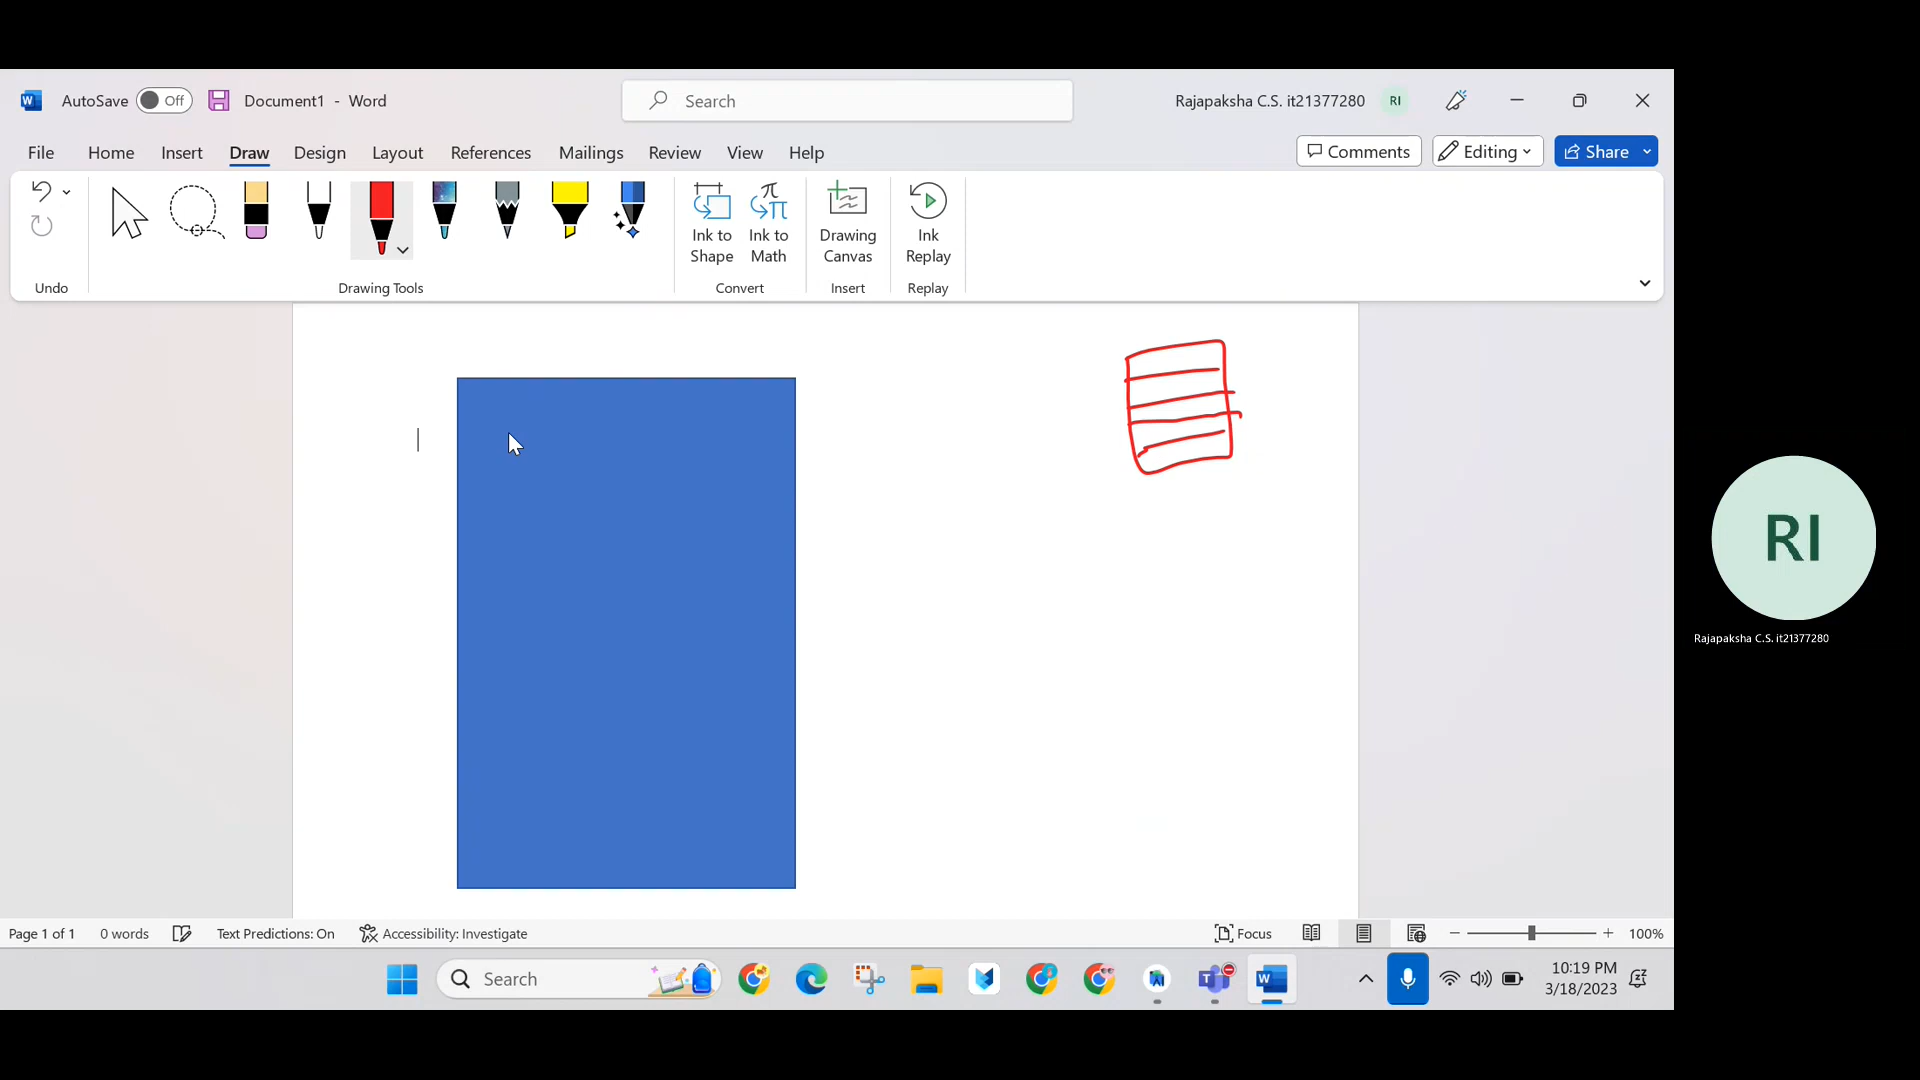 AutoSave Off Document1 - Word Search Rajapaksha C.S. it21377280 RI
File Home Insert Draw Design Layout References Mailings Review View Help Comments Editing Share
Ink to Shape Ink to Math Drawing Canvas Ink Replay
Undo Drawing Tools Convert Insert Replay
RI
Rajapaksha C.S. it21377280
Page 1 of 1 0 words Text Predictions: On Accessibility: Investigate Focus 100%
Search 10:19 PM
3/18/2023